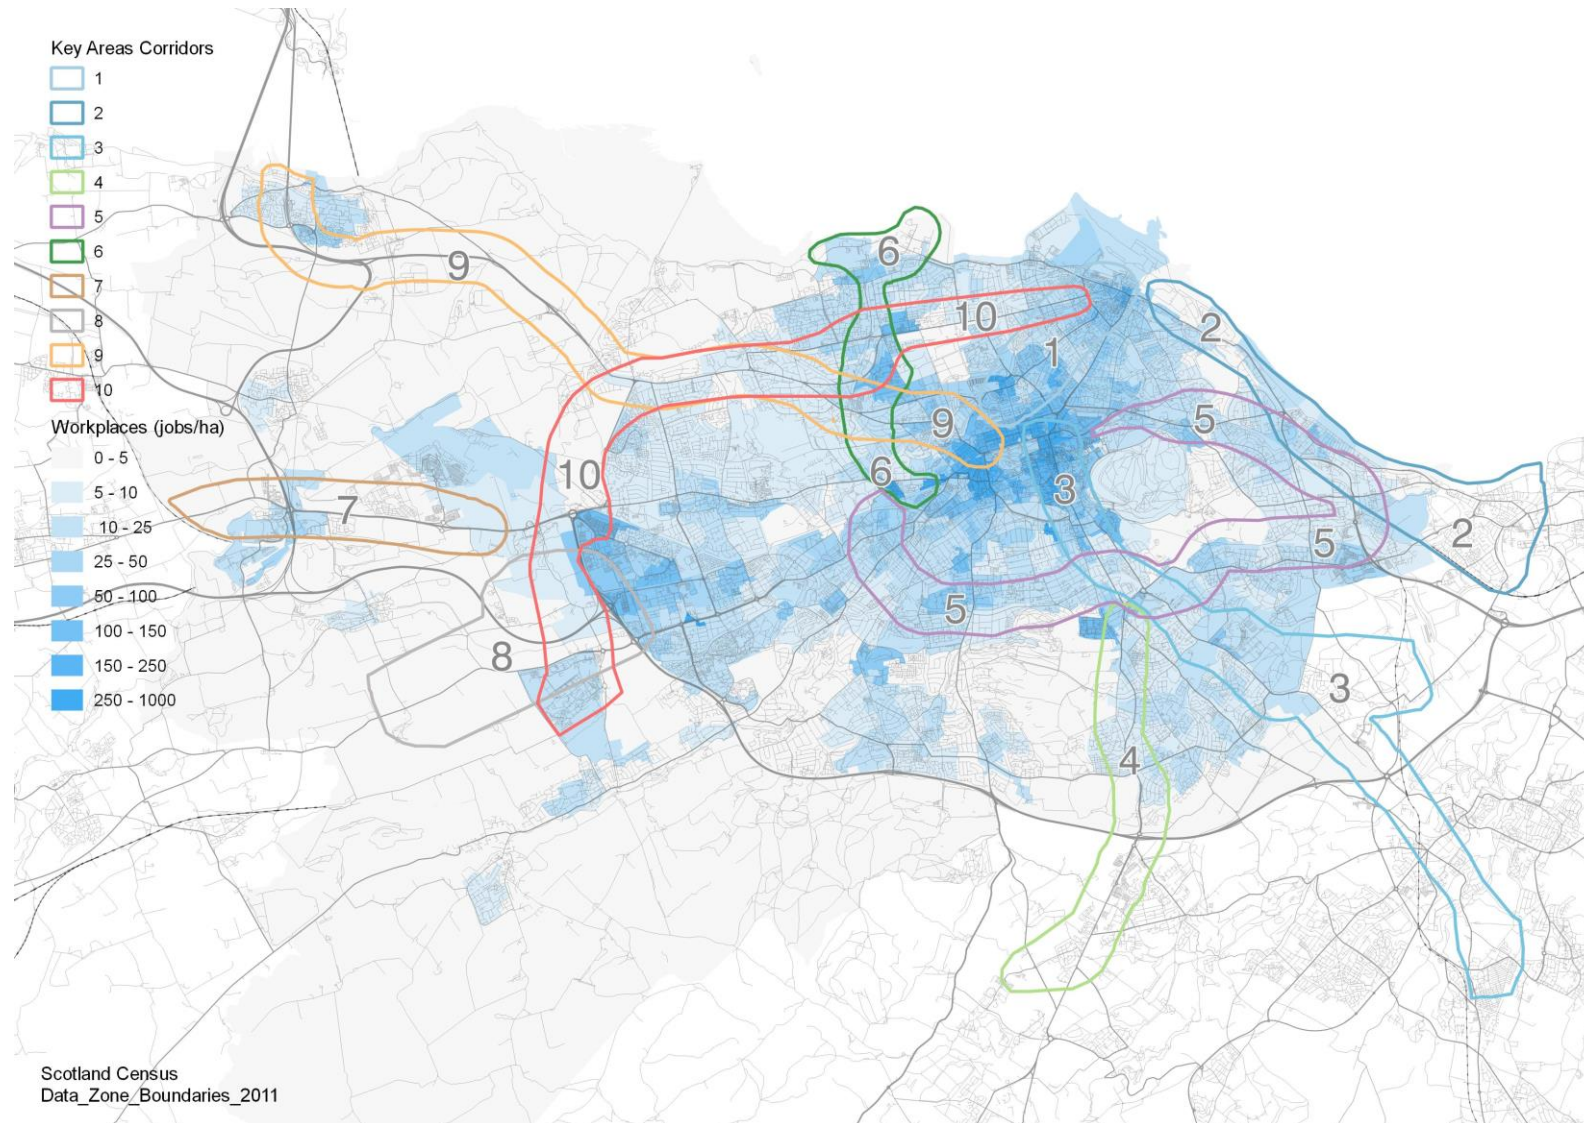 Key Areas Corridors
1
2
3
4
5
6
7
8
9
10
Workplaces (jobs/ha)
0 - 5
5 - 10
10 - 25
25 - 50
50 - 100
100 - 150
150 - 250
250 - 1000
9
6
10
2
1
5
9
6
10
3
7
5
2
5
8
3
4
Scotland Census
Data_Zone_Boundaries_2011